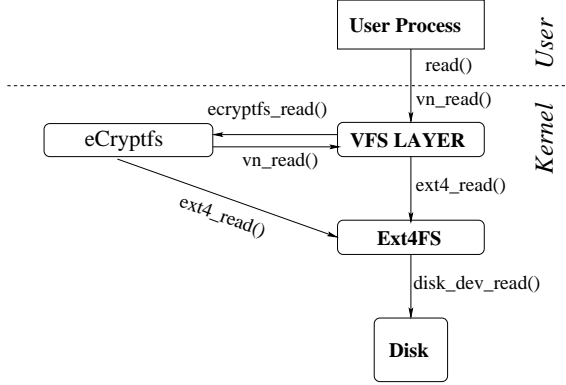 User Process
User
read()
vn_read()
Kernel
ecryptfs_read()
eCryptfs
VFS LAYER
vn_read()
ext4_read()
ext4_read()
Ext4FS
disk_dev_read()
Disk